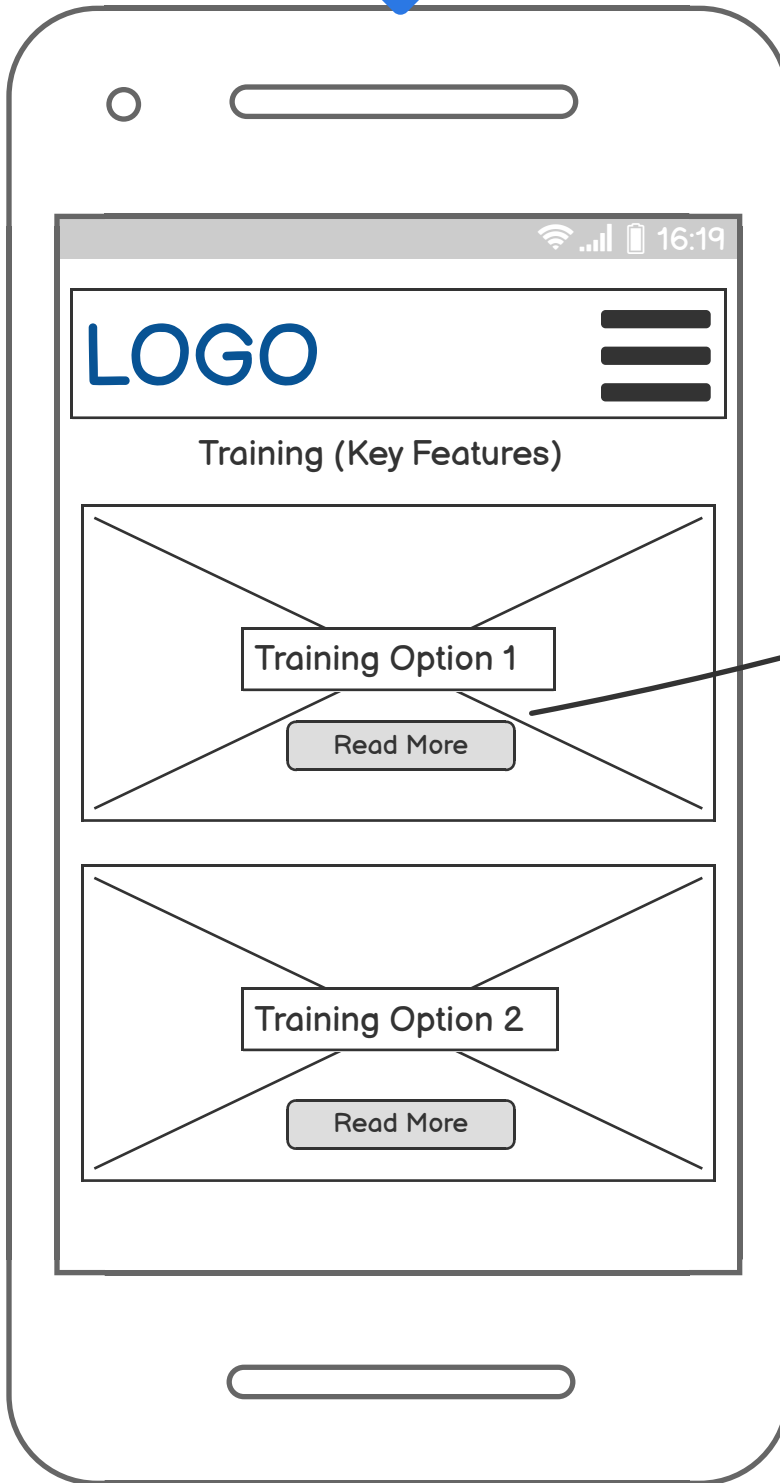 16:19
LOGO
Training (Key Features)
Training Option 1
Read More
Training Option 2
Read More